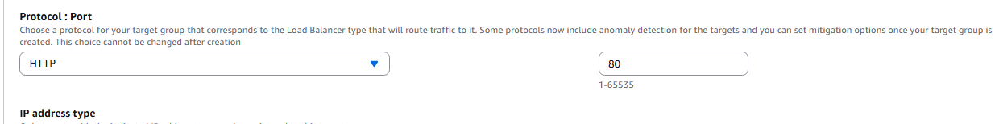 Protocol : Port
Choose a protocol for your target group that corresponds to the Load Balancer type that will route traffic to it. Some protocols now include anomaly detection for the targets and you can set mitigation options once your target group is
created. This choice cannot be changed after creation
HTTP
80
1-65535
IP address type